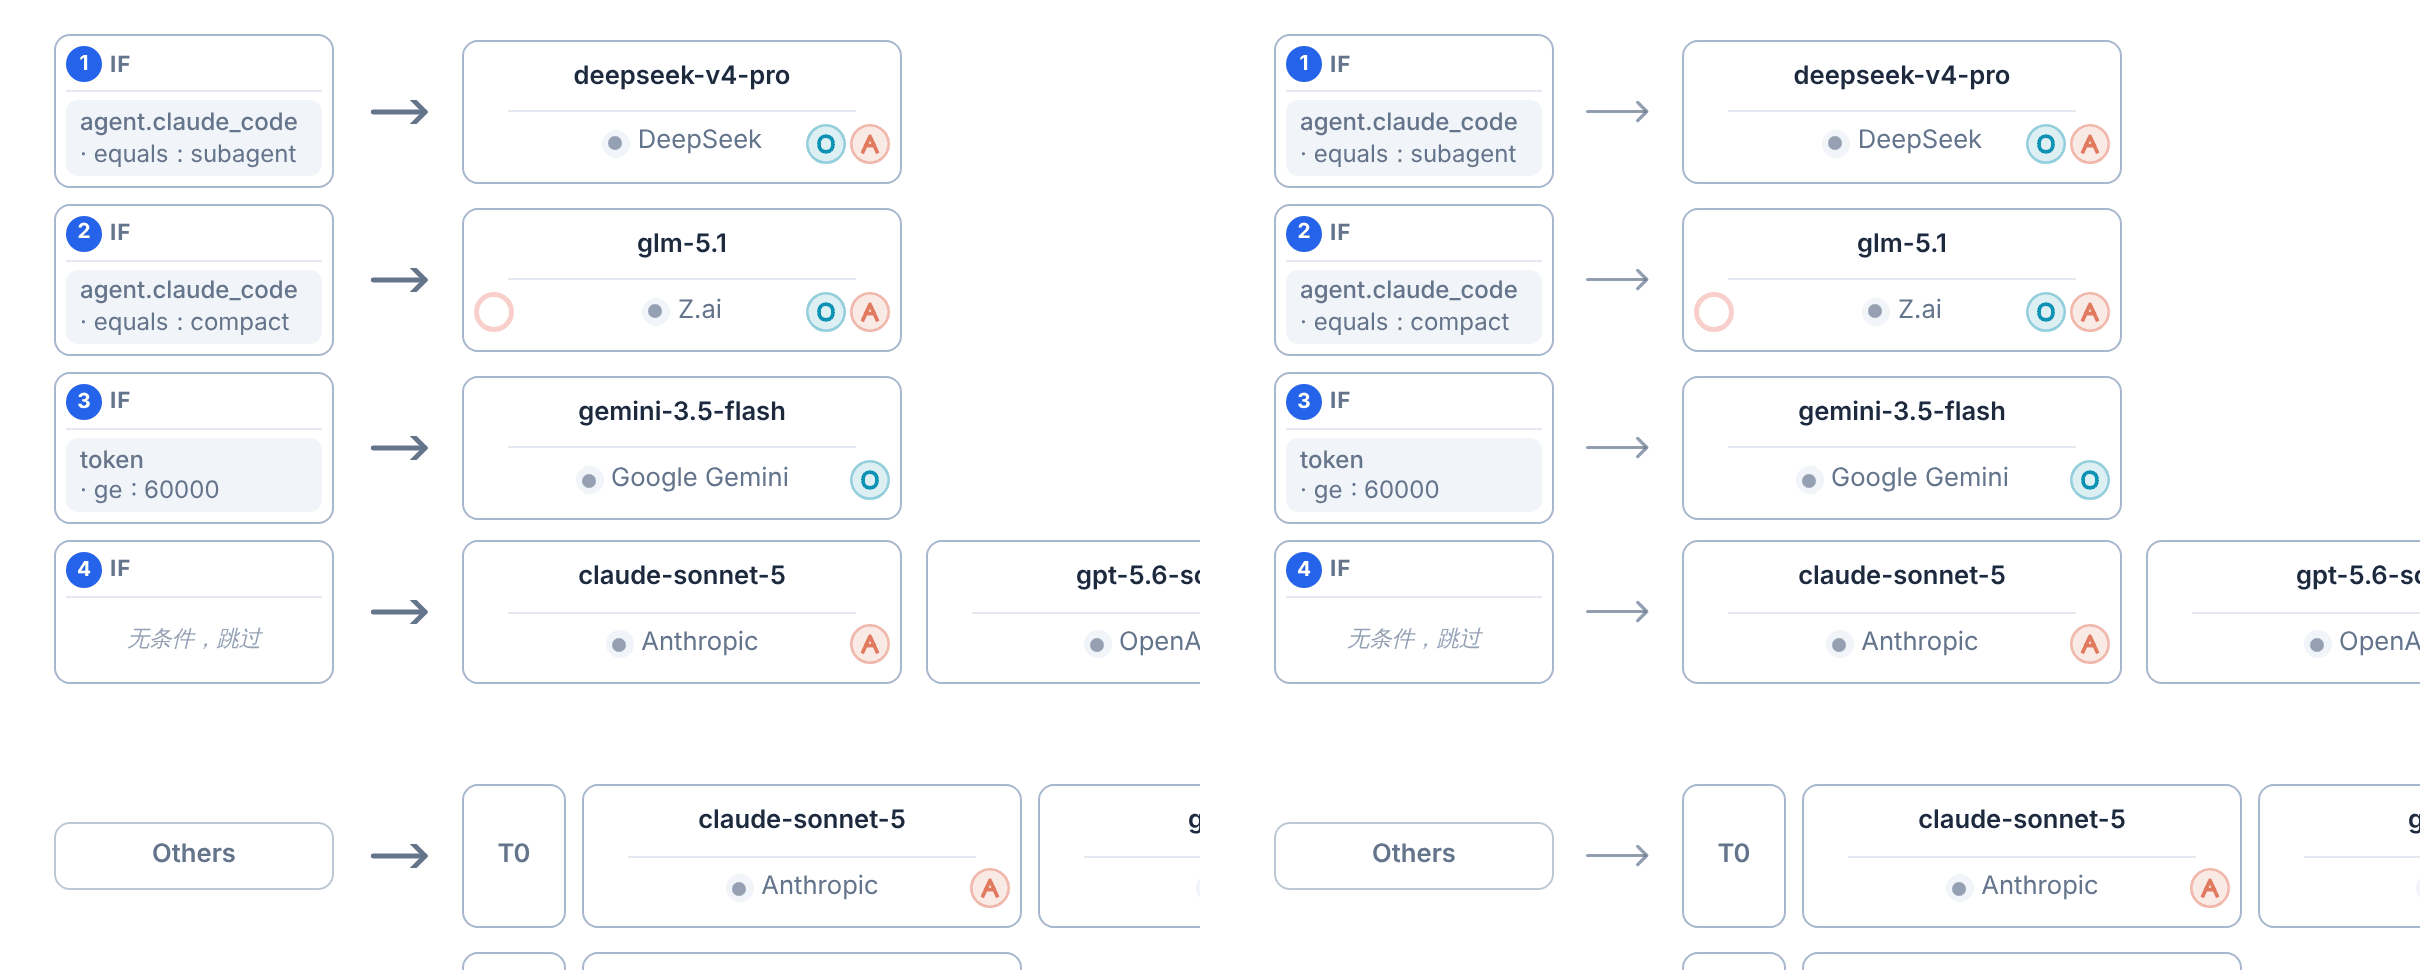 1 IF
agent.claude_code
· equals : subagent
deepseek-v4-pro
DeepSeek
O A
2 IF
agent.claude_code
· equals : compact
glm-5.1
Z.ai
O A
3 IF
token
· ge : 60000
gemini-3.5-flash
Google Gemini
O
4 IF
无条件，跳过
claude-sonnet-5
Anthropic
A
Others
T0
claude-sonnet-5
Anthropic
A
1 IF
agent.claude_code
· equals : subagent
deepseek-v4-pro
DeepSeek
O A
2 IF
agent.claude_code
· equals : compact
glm-5.1
Z.ai
O A
3 IF
token
· ge : 60000
gemini-3.5-flash
Google Gemini
O
4 IF
无条件，跳过
claude-sonnet-5
Anthropic
A
Others
T0
claude-sonnet-5
Anthropic
A